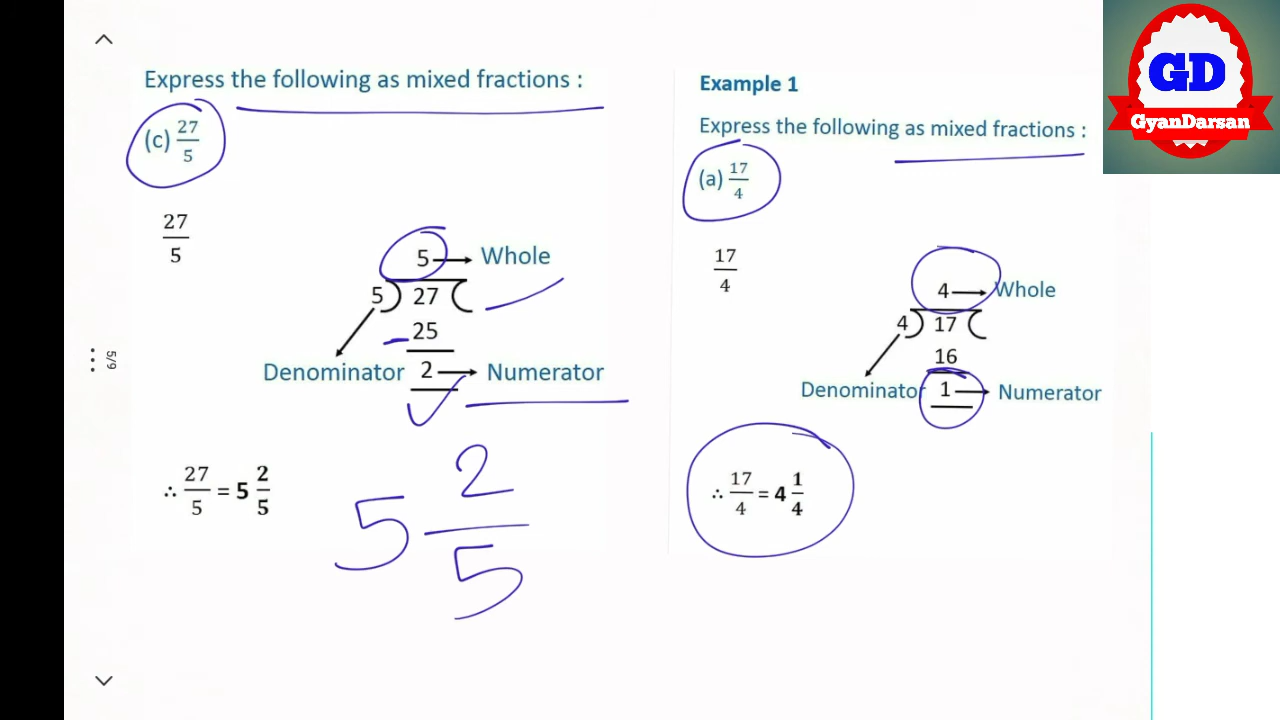 Express the following as mixed fractions :
(c) 27/5
27/5
5 → Whole
5 ) 27 (
25
Denominator 2 → Numerator
∴ 27/5 = 5 2/5
5 2/5
Example 1
Express the following as mixed fractions :
(a) 17/4
17/4
4 → Whole
4 ) 17 (
16
Denominator 1 → Numerator
∴ 17/4 = 4 1/4
5/9
GD
GyanDarsan